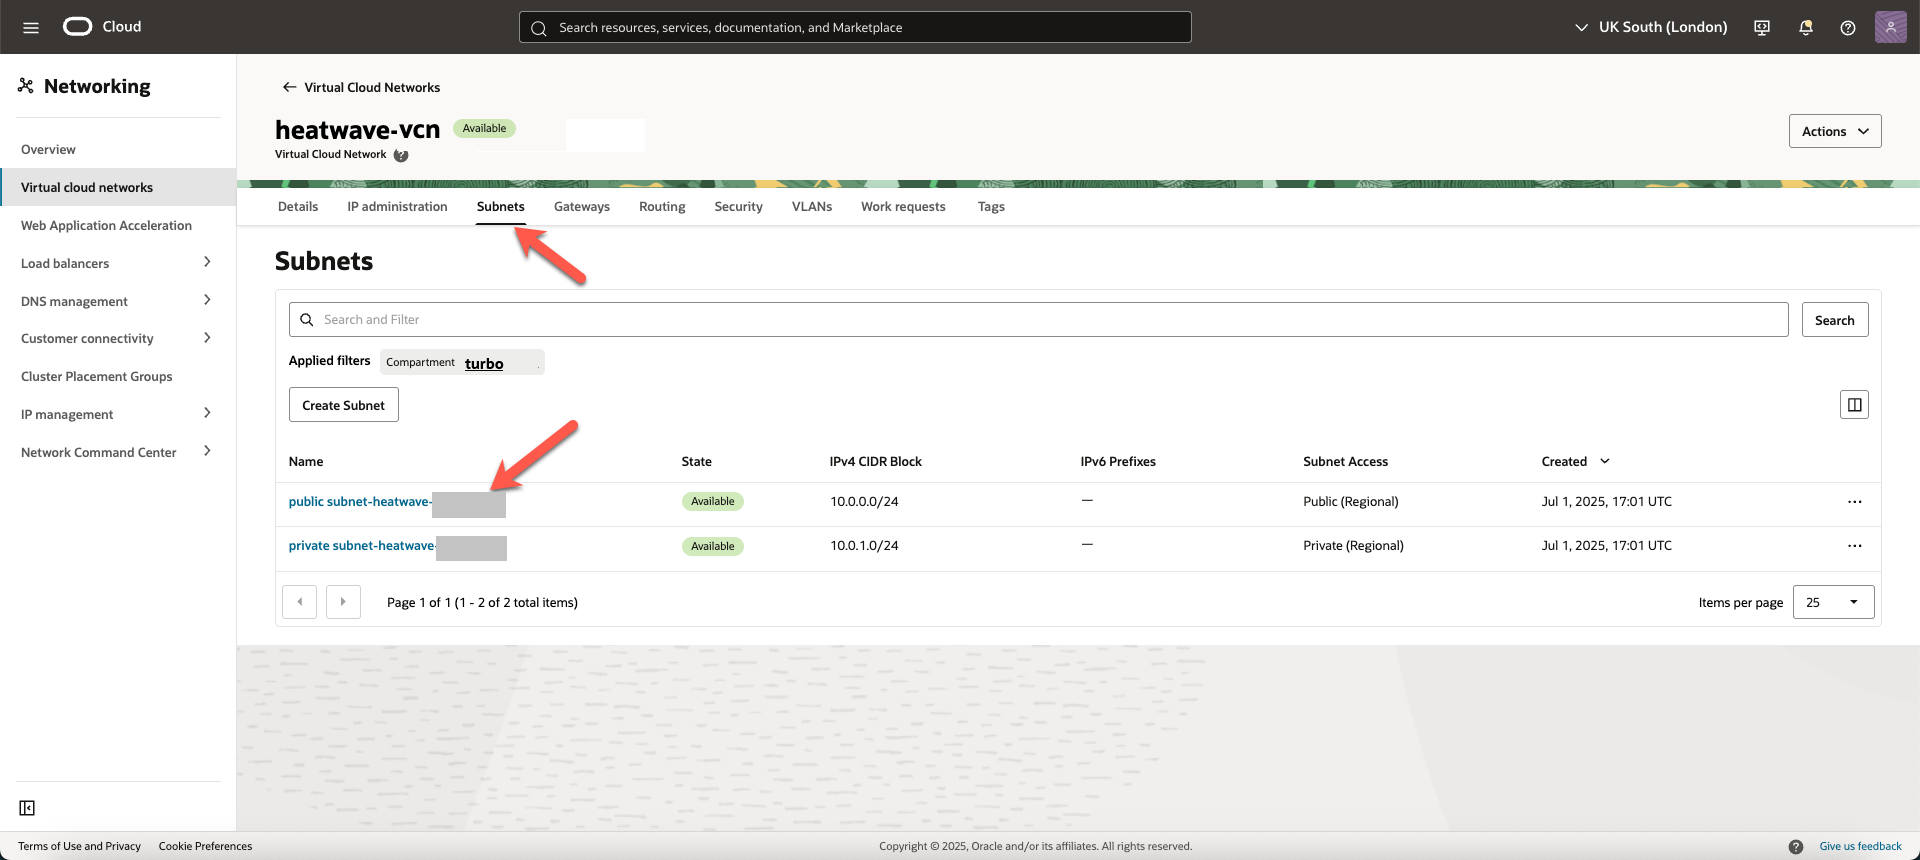 Cloud
Search resources, services, documentation, and Marketplace
UK South (London)
Networking
Overview
Virtual cloud networks
Web Application Acceleration
Load balancers
DNS management
Customer connectivity
Cluster Placement Groups
IP management
Network Command Center
Virtual Cloud Networks
heatwave-vcn Available
Virtual Cloud Network
Actions
Details IP administration Subnets Gateways Routing Security VLANs Work requests Tags
Subnets
Search and Filter
Search
Applied filters Compartment turbo
Create Subnet
Name State IPv4 CIDR Block IPv6 Prefixes Subnet Access Created
public subnet-heatwave- Available 10.0.0.0/24 — Public (Regional) Jul 1, 2025, 17:01 UTC
private subnet-heatwave- Available 10.0.1.0/24 — Private (Regional) Jul 1, 2025, 17:01 UTC
Page 1 of 1 (1 - 2 of 2 total items)
Items per page 25
Terms of Use and Privacy Cookie Preferences
Copyright © 2025, Oracle and/or its affiliates. All rights reserved.
Give us feedback